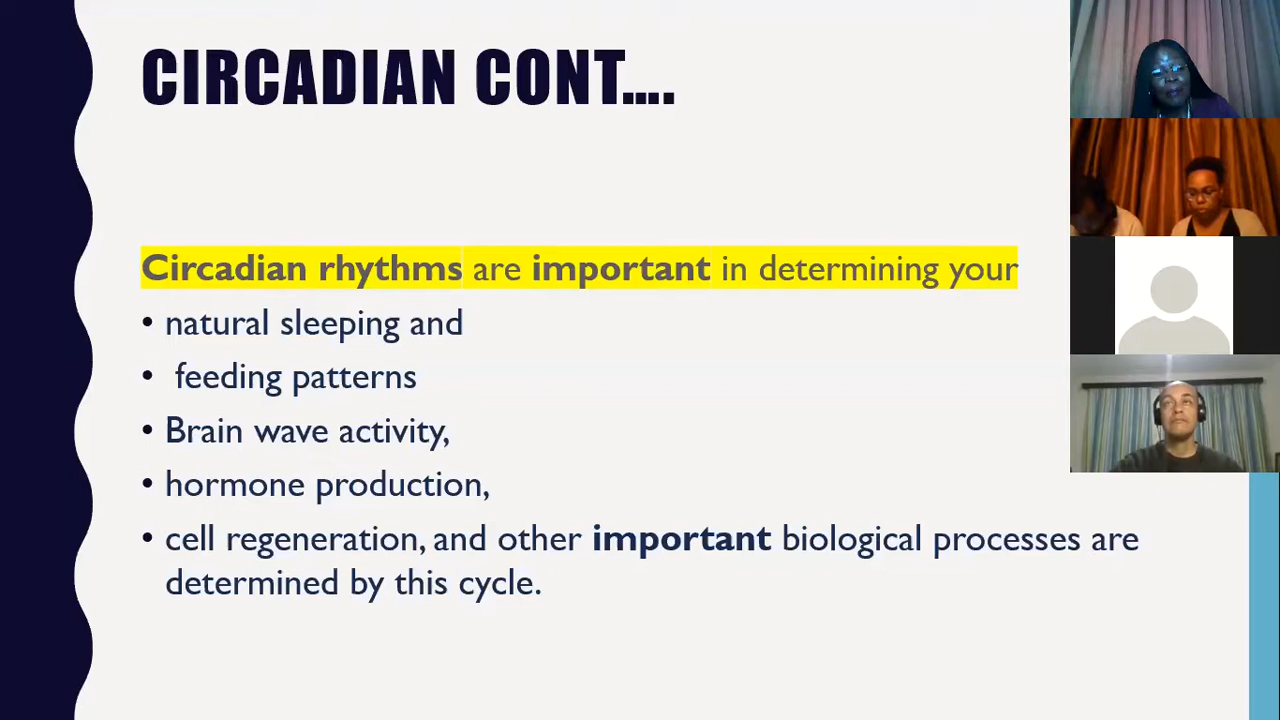 CIRCADIAN CONT....
Circadian rhythms are important in determining your
• natural sleeping and
• feeding patterns
• Brain wave activity,
• hormone production,
• cell regeneration, and other important biological processes are
determined by this cycle.